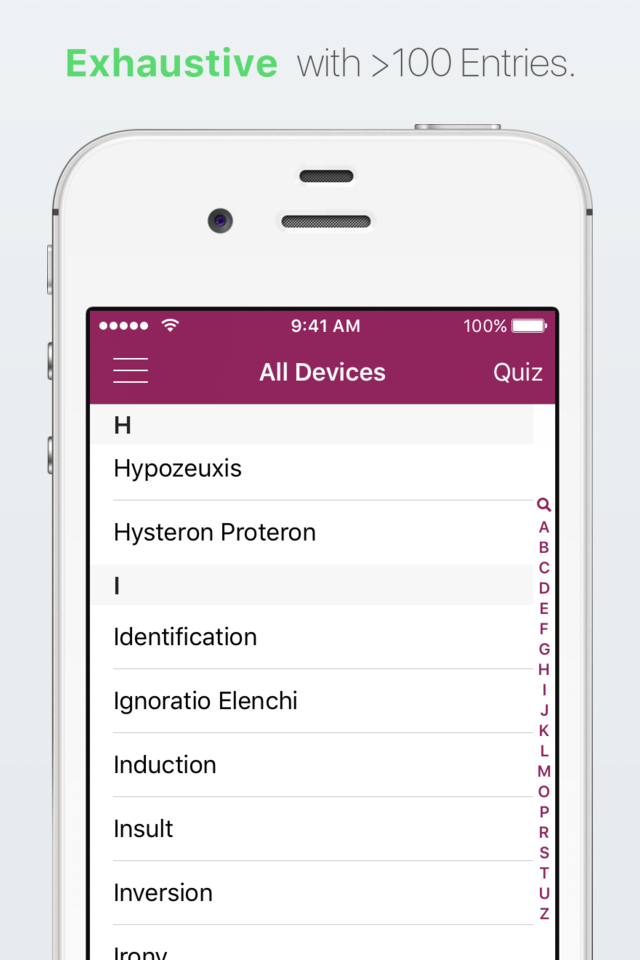 Exhaustive with >100 Entries.
9:41 AM 100%
All Devices Quiz
H
Hypozeuxis
Hysteron Proteron
I
Identification
Ignoratio Elenchi
Induction
Insult
Inversion
Irony
A
B
C
D
E
F
G
H
I
J
K
L
M
O
P
R
S
T
U
Z